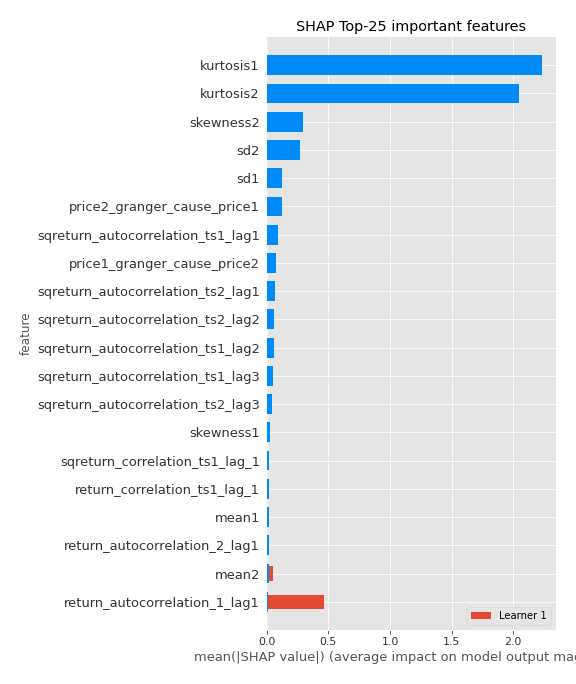 SHAP Top-25 important features
kurtosis1
kurtosis2
skewness2
sd2
sd1
price2_granger_cause_price1
sqreturn_autocorrelation_ts1_lag1
price1_granger_cause_price2
sqreturn_autocorrelation_ts2_lag1
sqreturn_autocorrelation_ts2_lag2
sqreturn_autocorrelation_ts1_lag2
sqreturn_autocorrelation_ts1_lag3
sqreturn_autocorrelation_ts2_lag3
skewness1
sqreturn_correlation_ts1_lag_1
return_correlation_ts1_lag_1
mean1
return_autocorrelation_2_lag1
mean2
return_autocorrelation_1_lag1
feature
Learner 1
0.0 0.5 1.0 1.5 2.0
mean(|SHAP value|) (average impact on model output mag